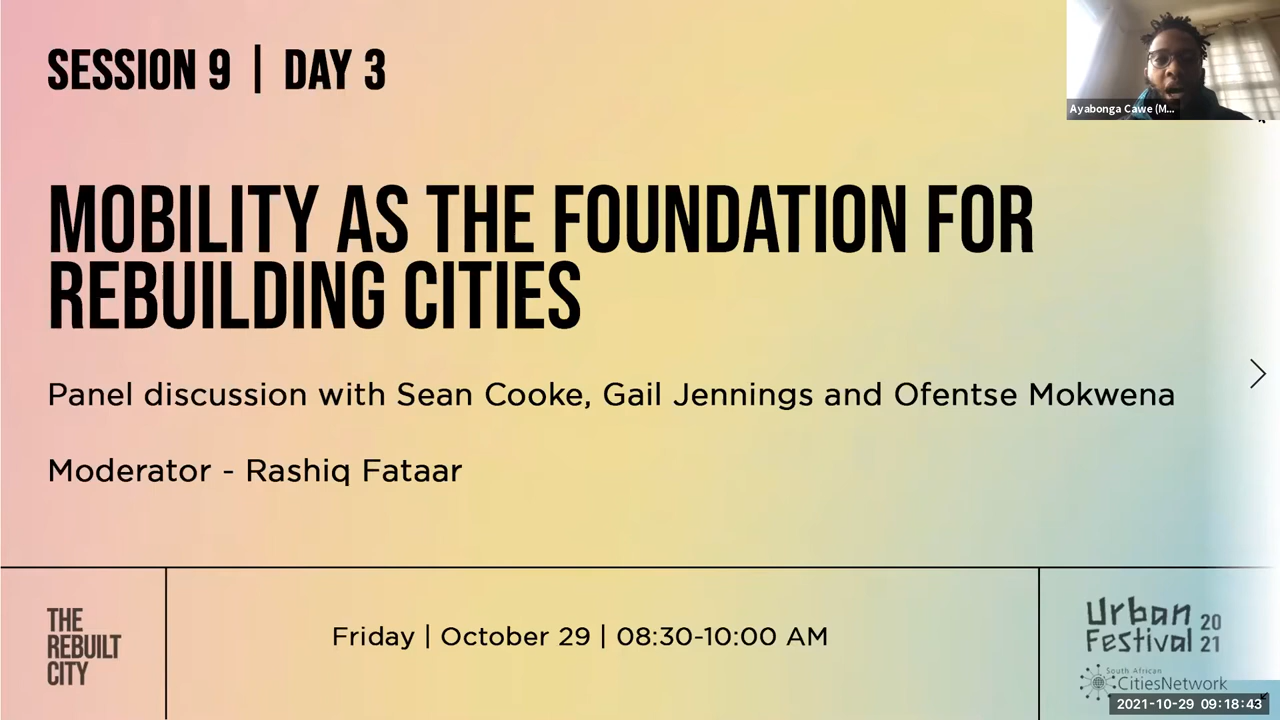 SESSION 9 | DAY 3
Ayabonga Cawe (M...
MOBILITY AS THE FOUNDATION FOR
REBUILDING CITIES
Panel discussion with Sean Cooke, Gail Jennings and Ofentse Mokwena
Moderator - Rashiq Fataar
THE
REBUILT
CITY
Friday | October 29 | 08:30-10:00 AM
Urban 20
Festival 21
South African
CitiesNetwork
2021-10-29 09:18:43